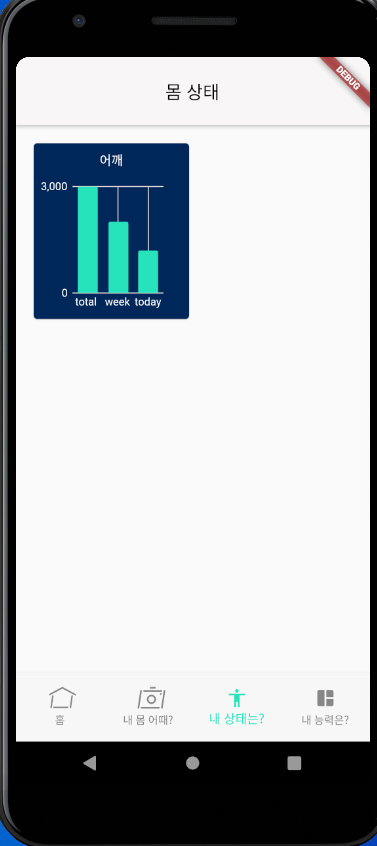 DEBUG
몸 상태
어깨
3,000
0
total week today
홈
내 몸 어때?
내 상태는?
내 능력은?